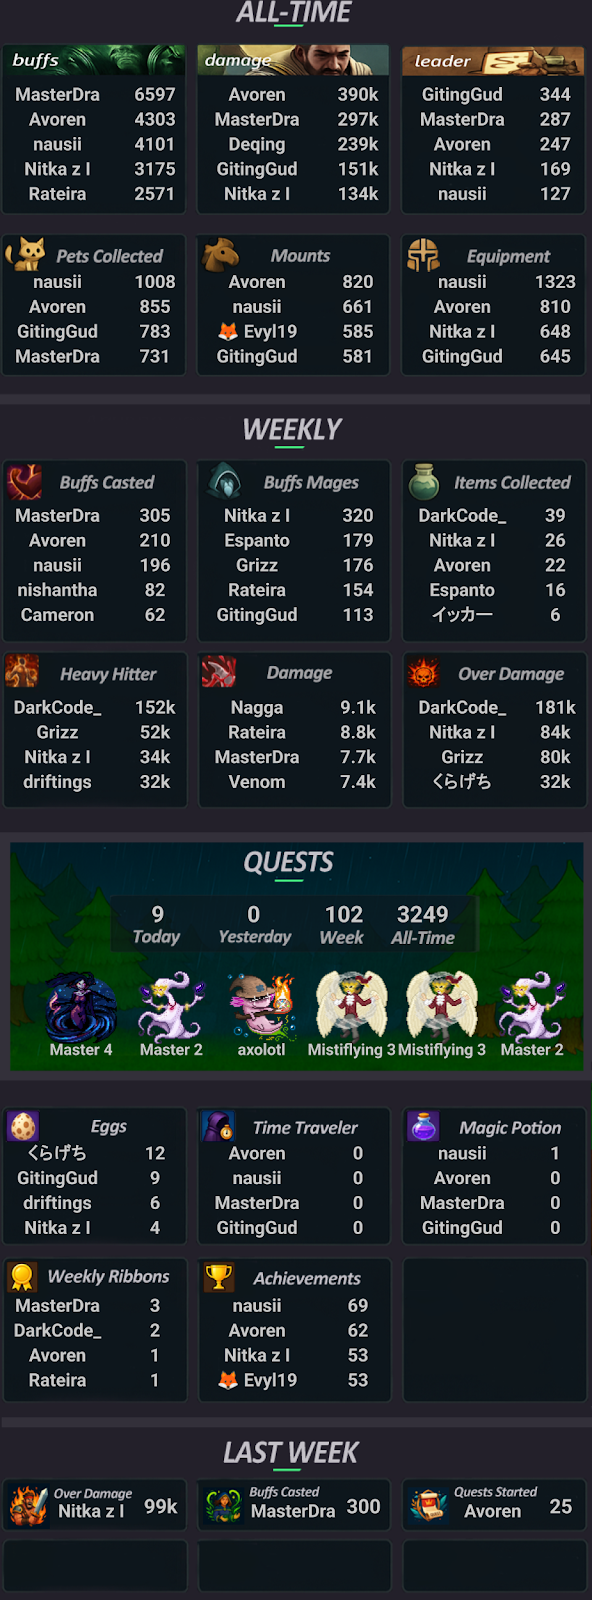 ALL-TIME
buffs
MasterDra 6597
Avoren 4303
nausii 4101
Nitka z I 3175
Rateira 2571
damage
Avoren 390k
MasterDra 297k
Deqing 239k
GitingGud 151k
Nitka z I 134k
leader
GitingGud 344
MasterDra 287
Avoren 247
Nitka z I 169
nausii 127
Pets Collected
nausii 1008
Avoren 855
GitingGud 783
MasterDra 731
Mounts
Avoren 820
nausii 661
🦊 Evyl19 585
GitingGud 581
Equipment
nausii 1323
Avoren 810
Nitka z I 648
GitingGud 645
WEEKLY
Buffs Casted
MasterDra 305
Avoren 210
nausii 196
nishantha 82
Cameron 62
Buffs Mages
Nitka z I 320
Espanto 179
Grizz 176
Rateira 154
GitingGud 113
Items Collected
DarkCode_ 39
Nitka z I 26
Avoren 22
Espanto 16
イッカー 6
Heavy Hitter
DarkCode_ 152k
Grizz 52k
Nitka z I 34k
driftings 32k
Damage
Nagga 9.1k
Rateira 8.8k
MasterDra 7.7k
Venom 7.4k
Over Damage
DarkCode_ 181k
Nitka z I 84k
Grizz 80k
くらげち 32k
QUESTS
9 0 102 3249
Today Yesterday Week All-Time
Master 4 Master 2 axolotl Mistiflying 3 Mistiflying 3 Master 2
Eggs
くらげち 12
GitingGud 9
driftings 6
Nitka z I 4
Time Traveler
Avoren 0
nausii 0
MasterDra 0
GitingGud 0
Magic Potion
nausii 1
Avoren 0
MasterDra 0
GitingGud 0
Weekly Ribbons
MasterDra 3
DarkCode_ 2
Avoren 1
Rateira 1
Achievements
nausii 69
Avoren 62
Nitka z I 53
🦊 Evyl19 53
LAST WEEK
Over Damage
Nitka z I 99k
Buffs Casted
MasterDra 300
Quests Started
Avoren 25